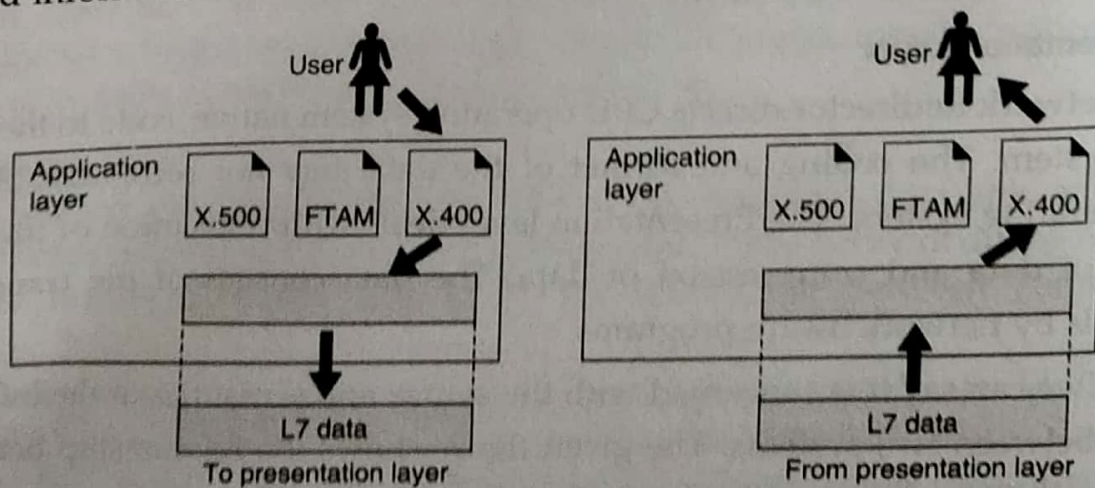 User
Application
layer
X.500 FTAM X.400
L7 data
To presentation layer
User
Application
layer
X.500 FTAM X.400
L7 data
From presentation layer